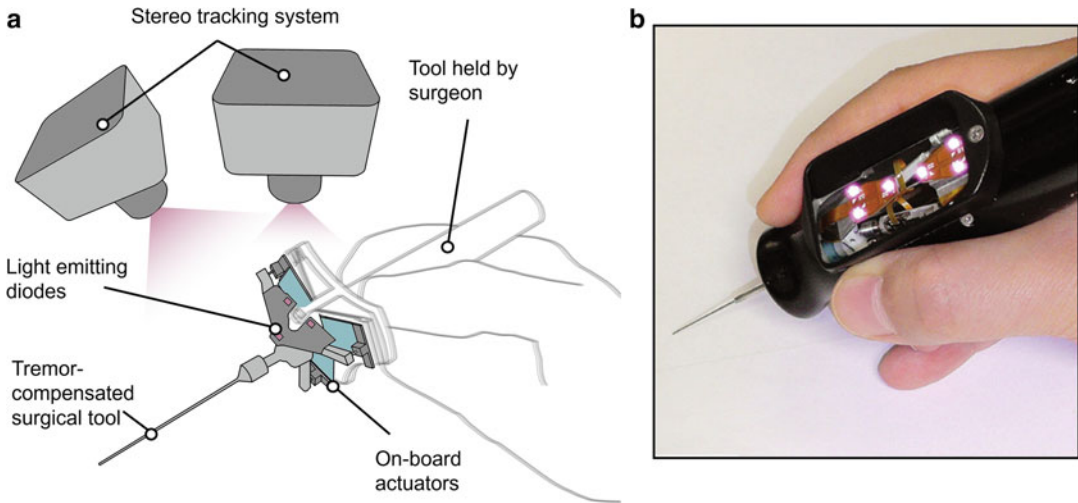 a
Stereo tracking system
Tool held by
surgeon
Light emitting
diodes
Tremor-
compensated
surgical tool
On-board
actuators
b